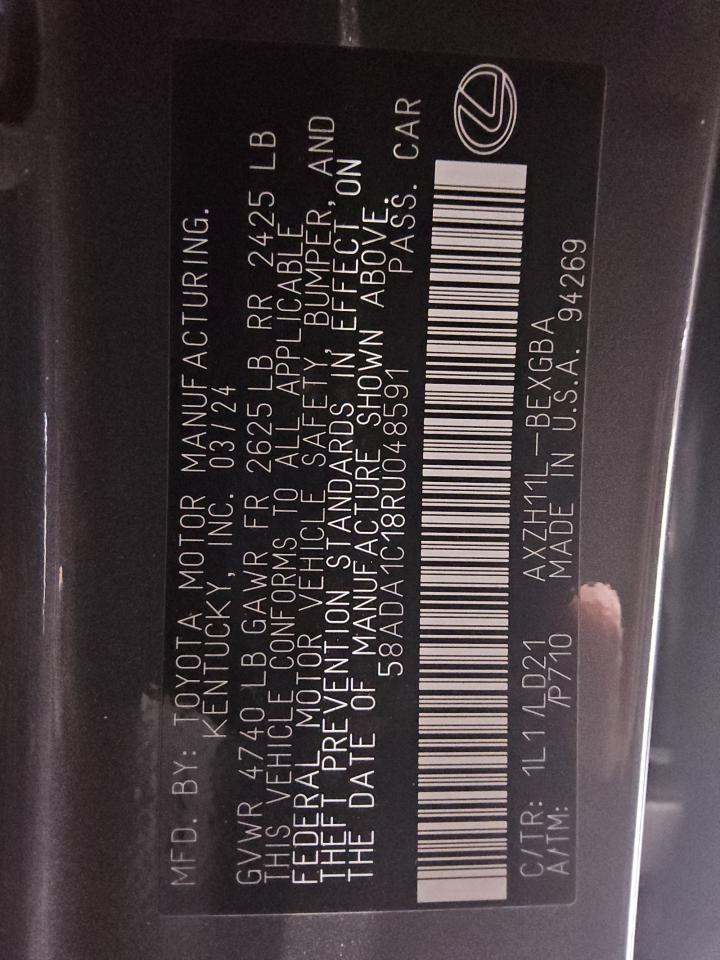 MFD. BY: TOYOTA MOTOR MANUFACTURING.
KENTUCKY, INC. 03/24
GVWR 4740 LB GAWR FR 2625 LB RR 2425 LB
THIS VEHICLE CONFORMS TO ALL APPLICABLE
FEDERAL MOTOR VEHICLE SAFETY, BUMPER, AND
THEFT PREVENTION STANDARDS IN EFFECT ON
THE DATE OF MANUFACTURE SHOWN ABOVE.
58ADA1C18RU048591 PASS. CAR
C/TR: 1L1/LD21 AXZH11L-BEXGBA
A/TM: /P710 MADE IN U.S.A. 94269